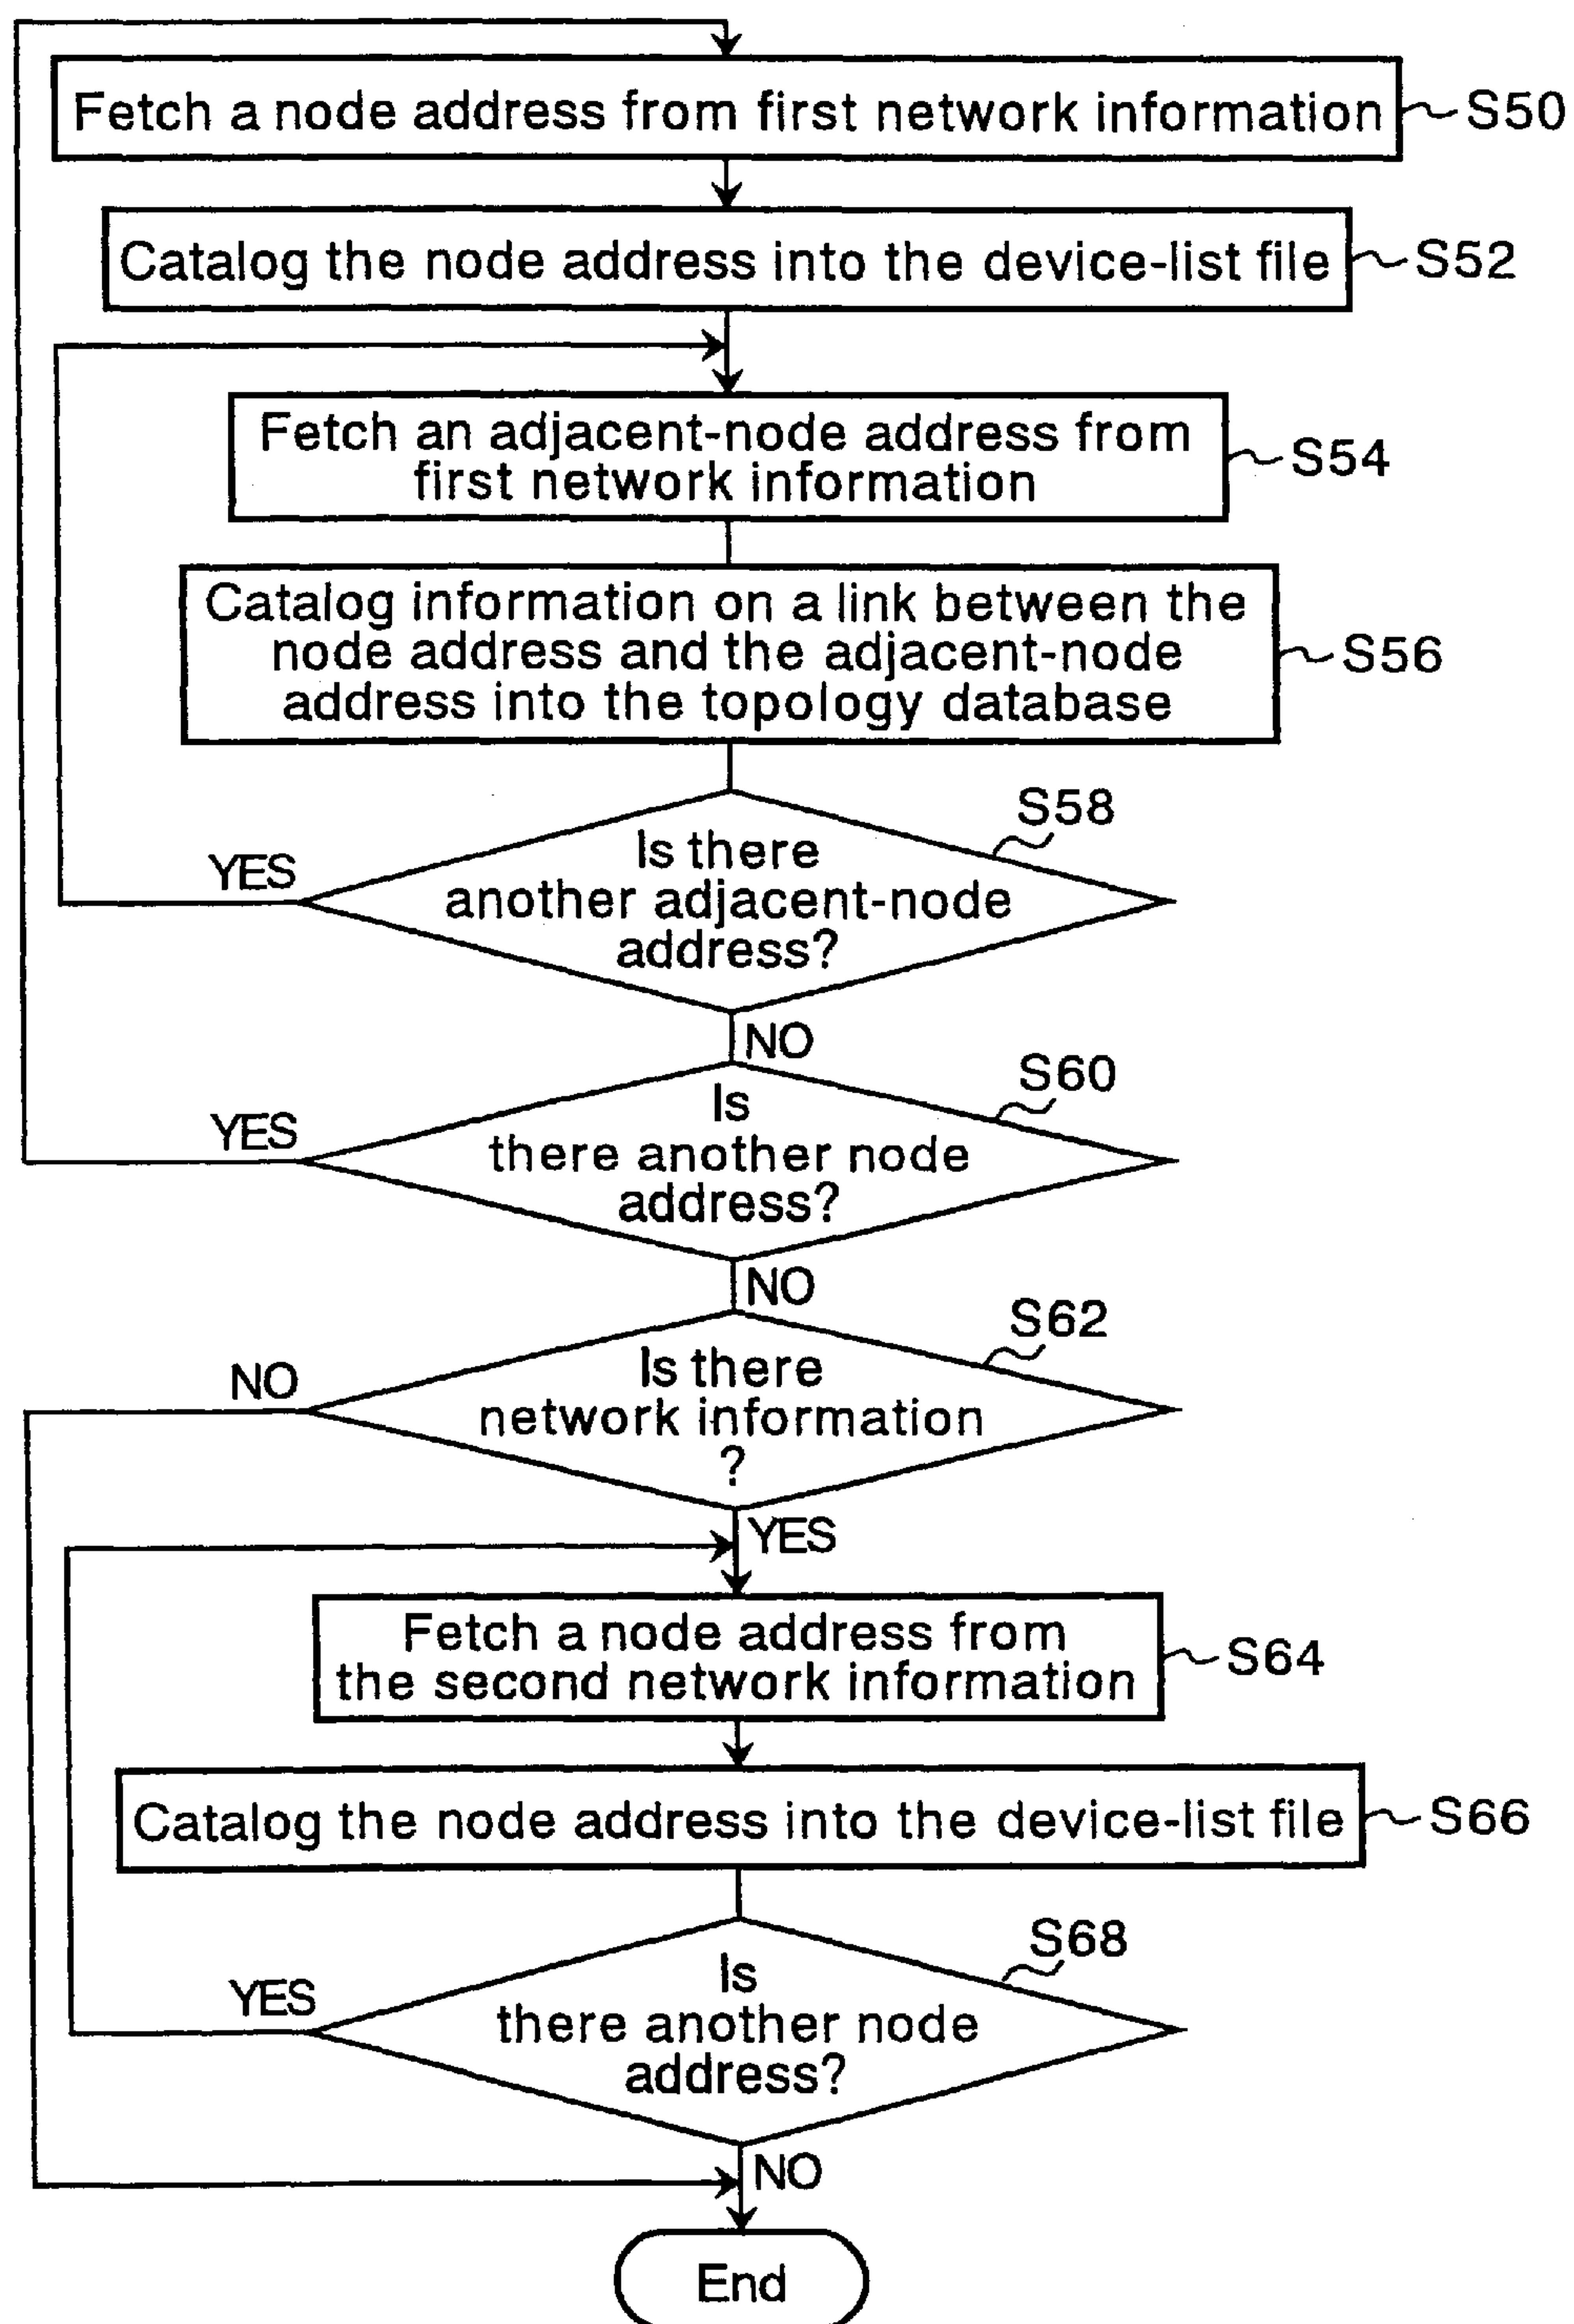 Fetch a node address from first network information
S50
Catalog the node address into the device-list file
S52
Fetch an adjacent-node address from
first network information
S54
Catalog information on a link between the
node address and the adjacent-node
address into the topology database
S56
S58
Is there
another adjacent-node
address?
YES
NO
S60
Is
there another node
address?
YES
NO
S62
Is there
network information
?
NO
YES
Fetch a node address from
the second network information
S64
Catalog the node address into the device-list file
S66
S68
Is
there another node
address?
YES
NO
End